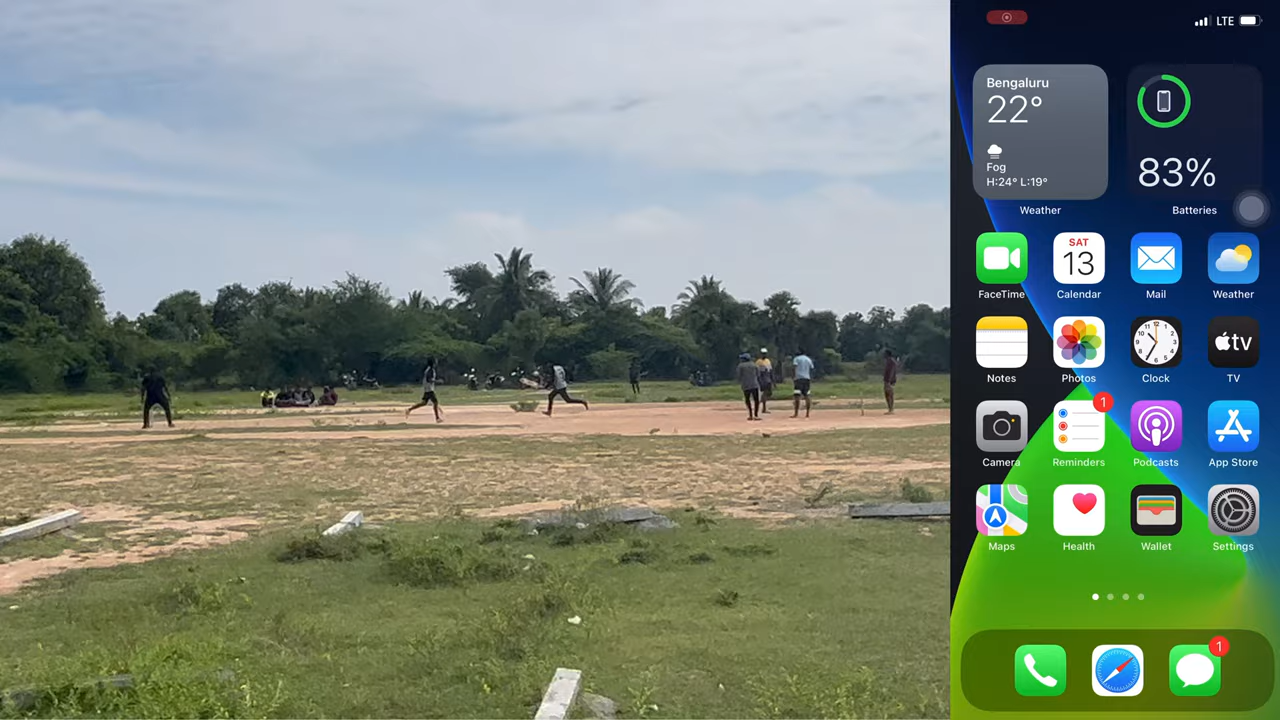 LTE
Bengaluru
22°
Fog
H:24° L:19°
Weather
83%
Batteries
FaceTime
SAT
13
Calendar
Mail
Weather
Notes
Photos
Clock
tv
TV
Camera
1
Reminders
Podcasts
App Store
Maps
Health
Wallet
Settings
1